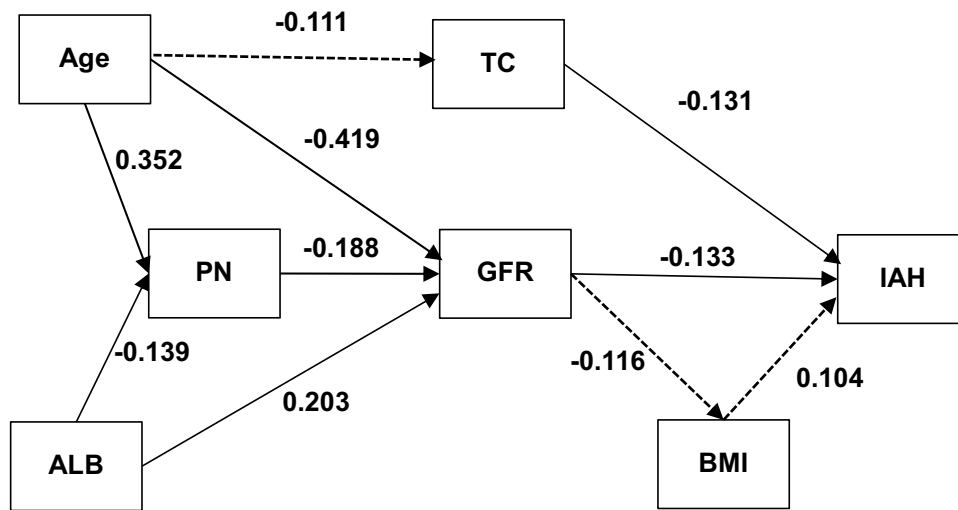 -0.111
Age
TC
-0.131
-0.419
0.352
PN
-0.188
GFR
-0.133
IAH
-0.139
-0.116
0.104
0.203
ALB
BMI